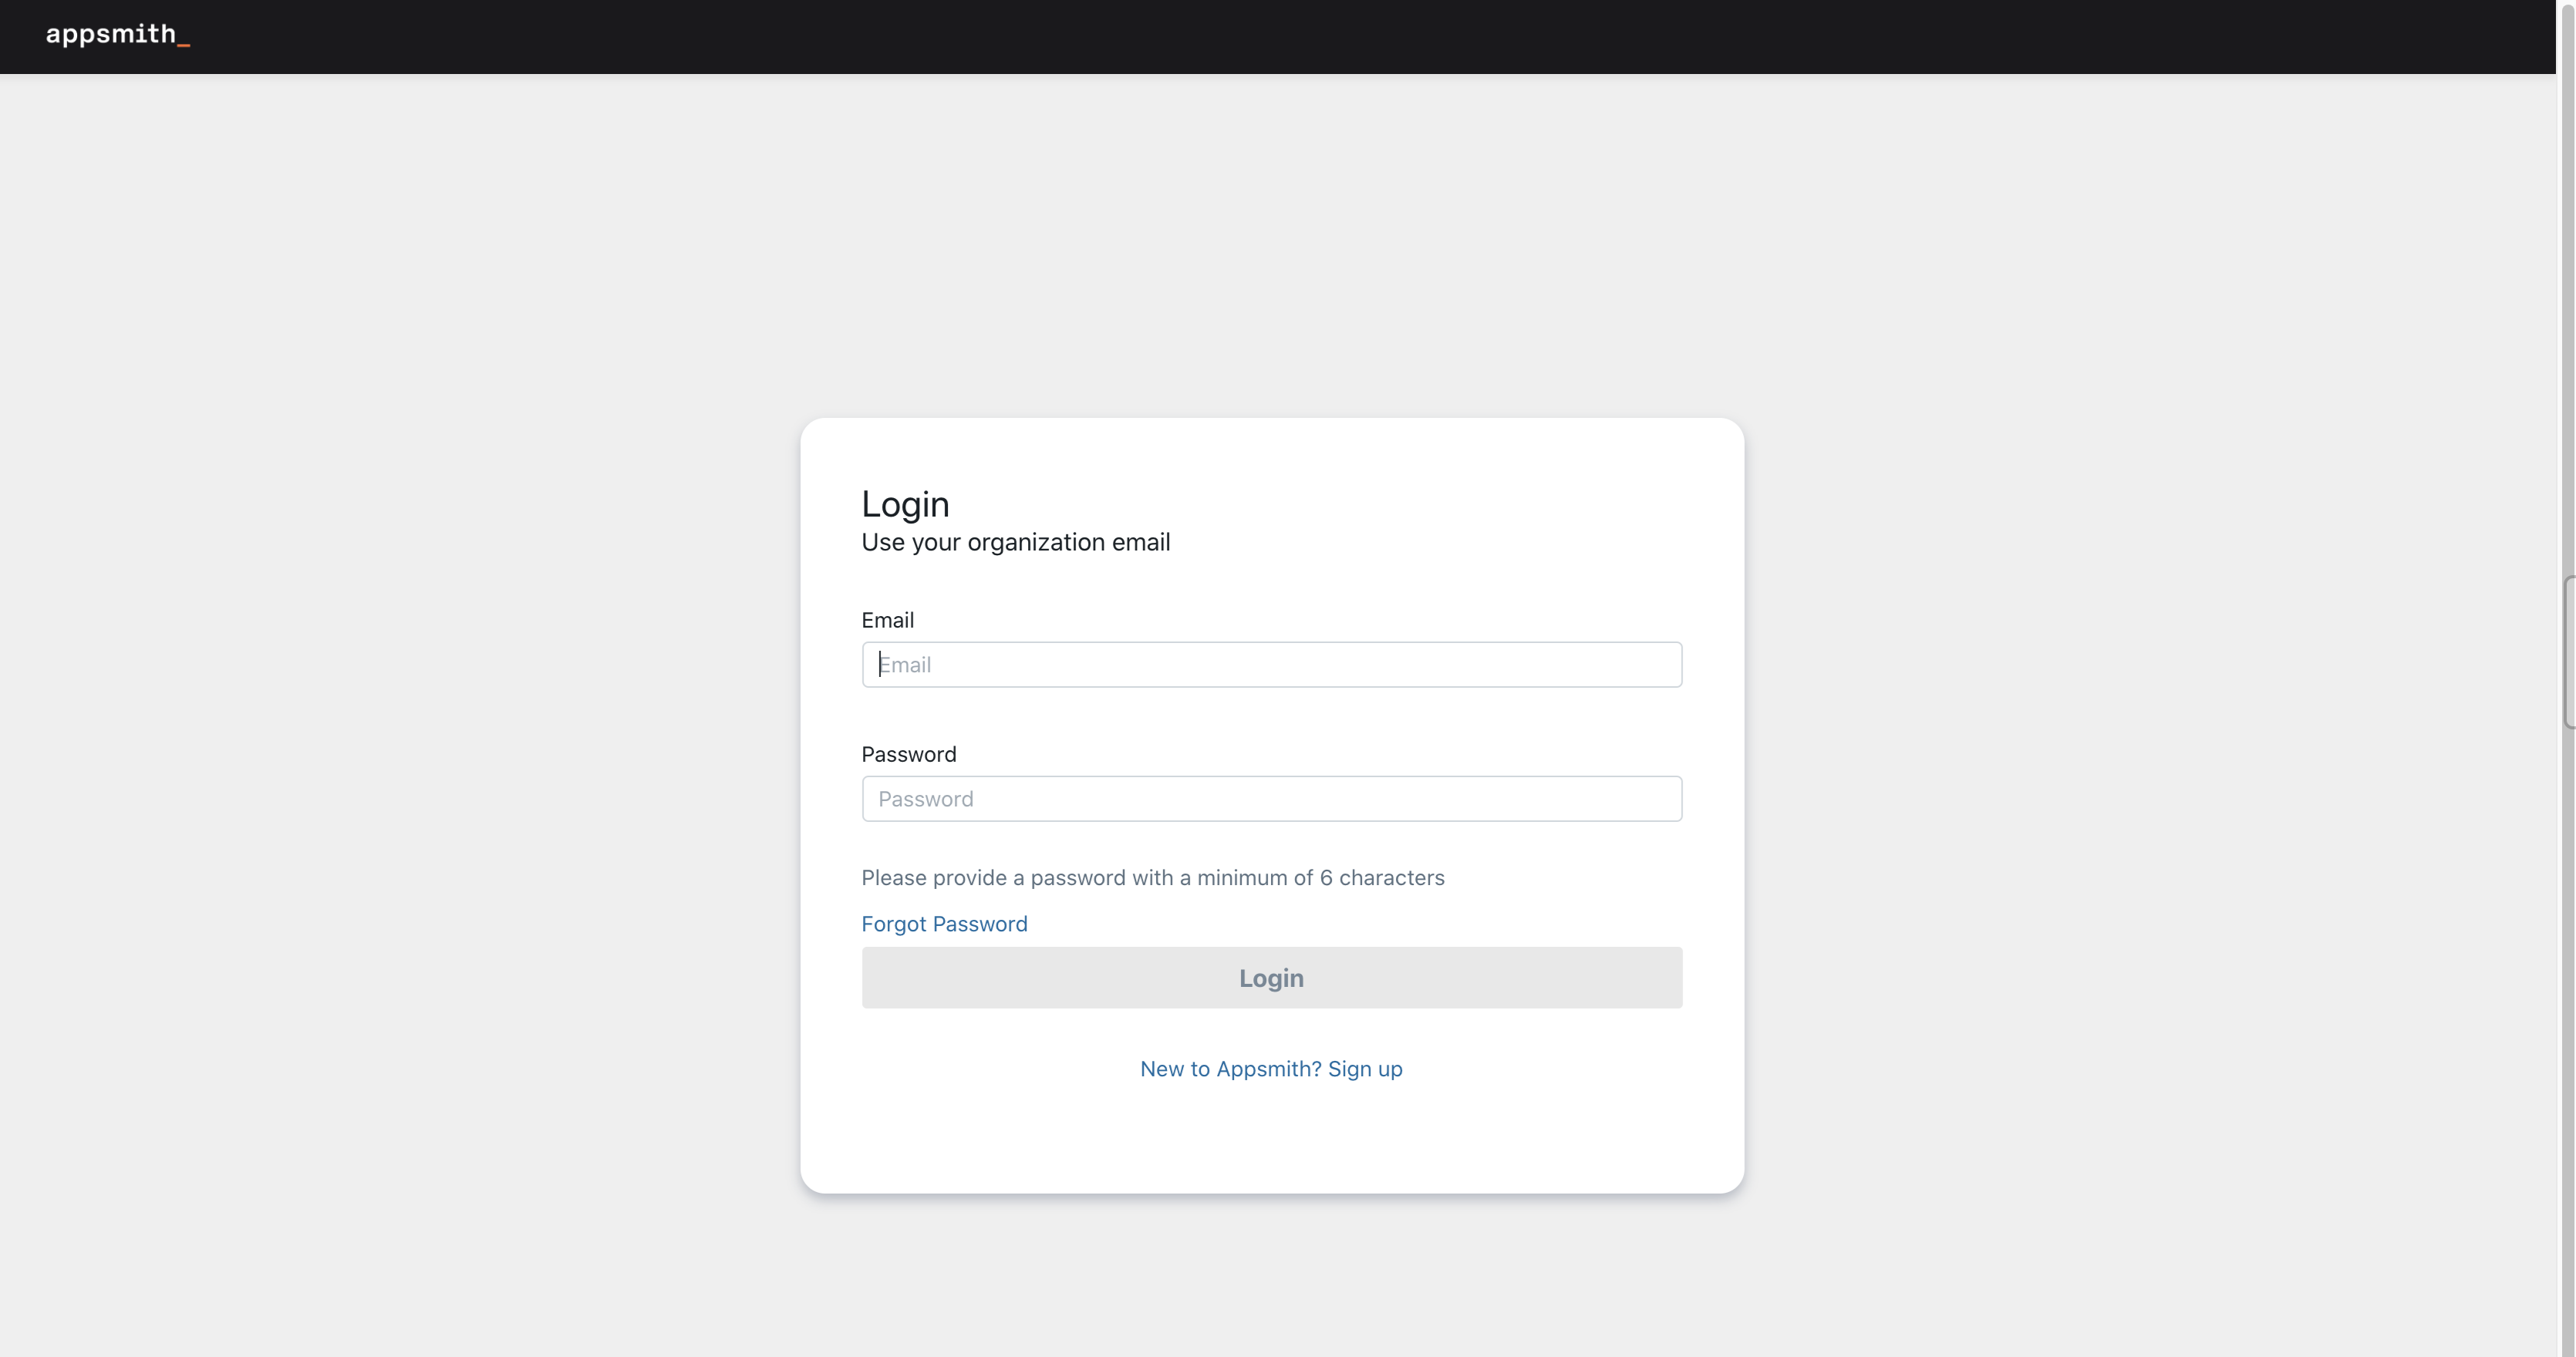 appsmith_
Login
Use your organization email
Email
Email
Password
Password
Please provide a password with a minimum of 6 characters
Forgot Password
Login
New to Appsmith? Sign up